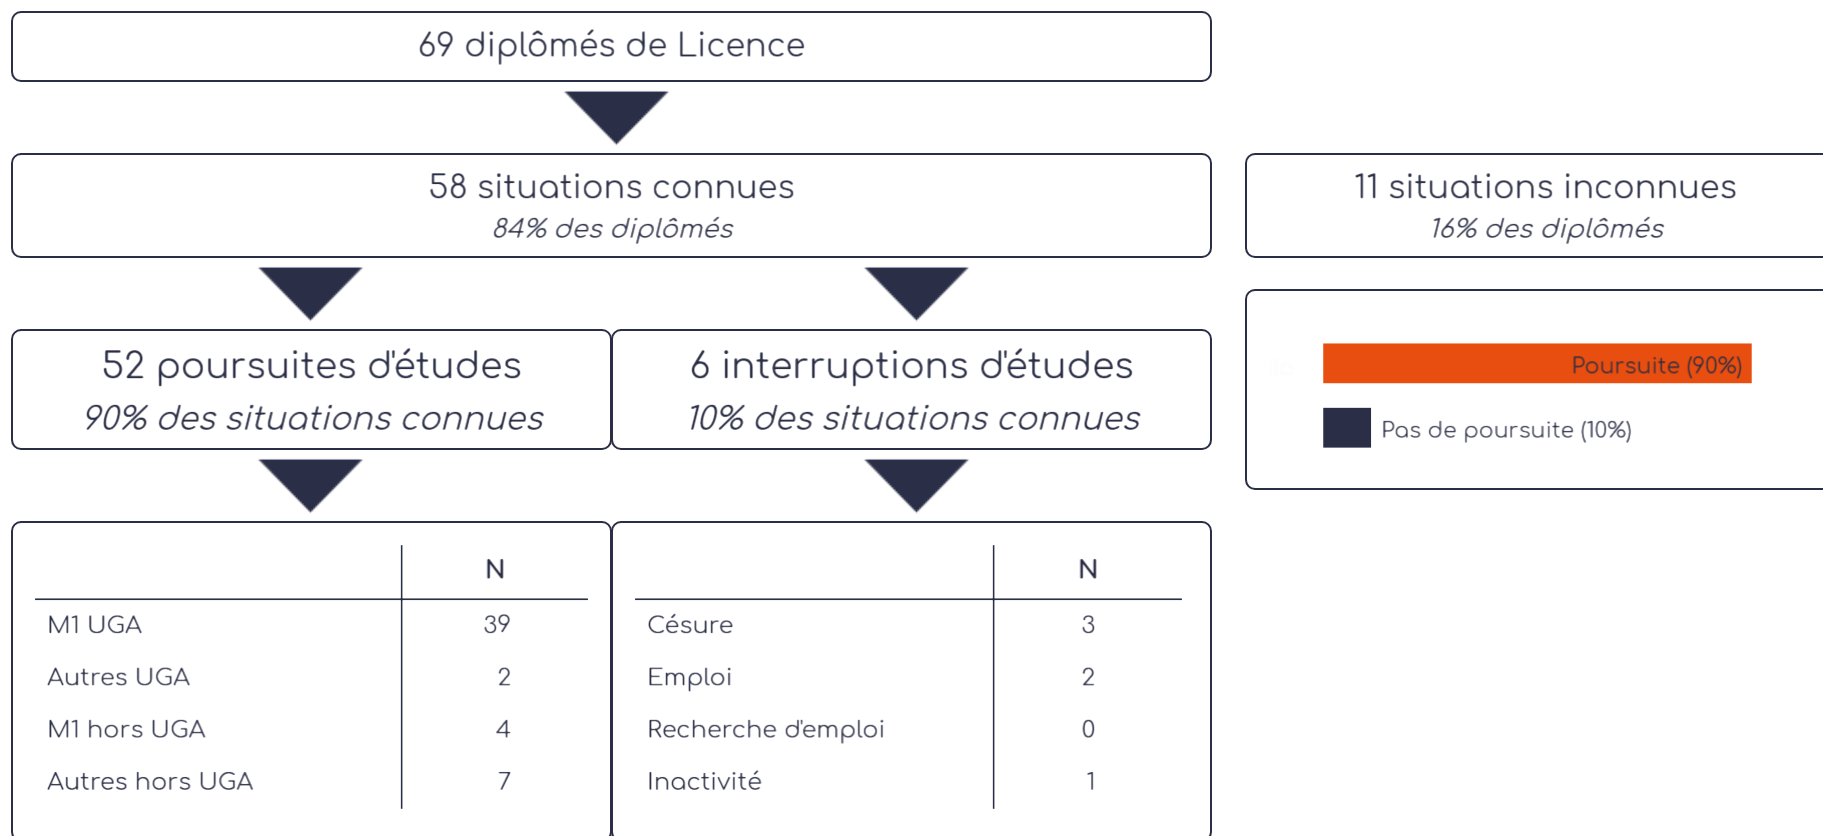 69 diplômés de Licence
58 situations connues
84% des diplômés
11 situations inconnues
16% des diplômés
52 poursuites d'études
90% des situations connues
6 interruptions d'études
10% des situations connues
Poursuite (90%)
Pas de poursuite (10%)
N
M1 UGA 39
Autres UGA 2
M1 hors UGA 4
Autres hors UGA 7
N
Césure 3
Emploi 2
Recherche d'emploi 0
Inactivité 1